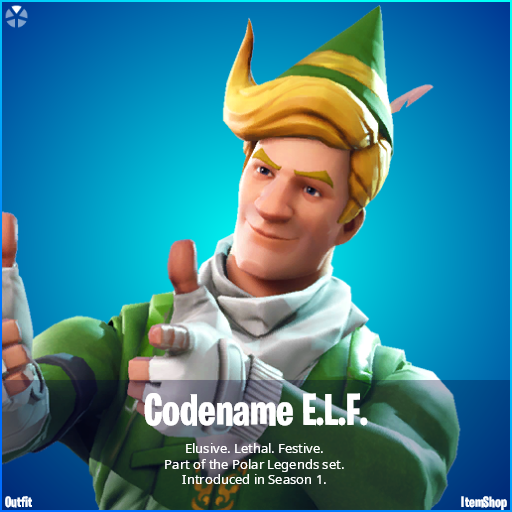 Codename E.L.F.
Elusive. Lethal. Festive.
Part of the Polar Legends set.
Introduced in Season 1.
Outfit
ItemShop